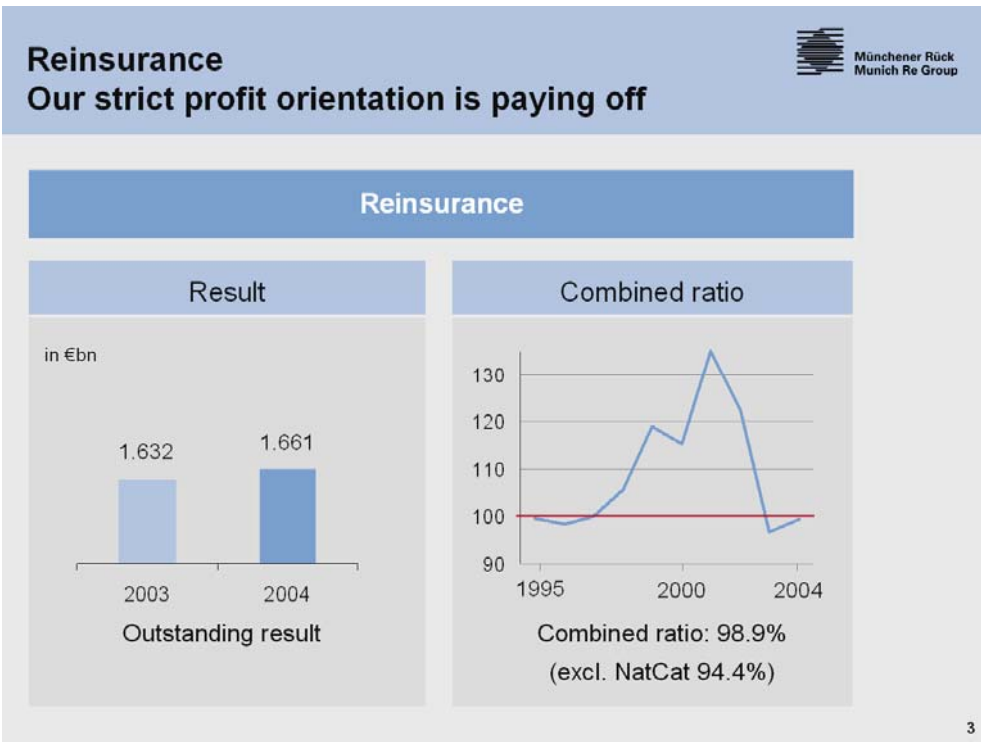 Reinsurance
Our strict profit orientation is paying off
Münchener Rück
Munich Re Group
Reinsurance
Result
in €bn
1.632
1.661
2003
2004
Outstanding result
Combined ratio
130
120
110
100
90
1995
2000
2004
Combined ratio: 98.9%
(excl. NatCat 94.4%)
3